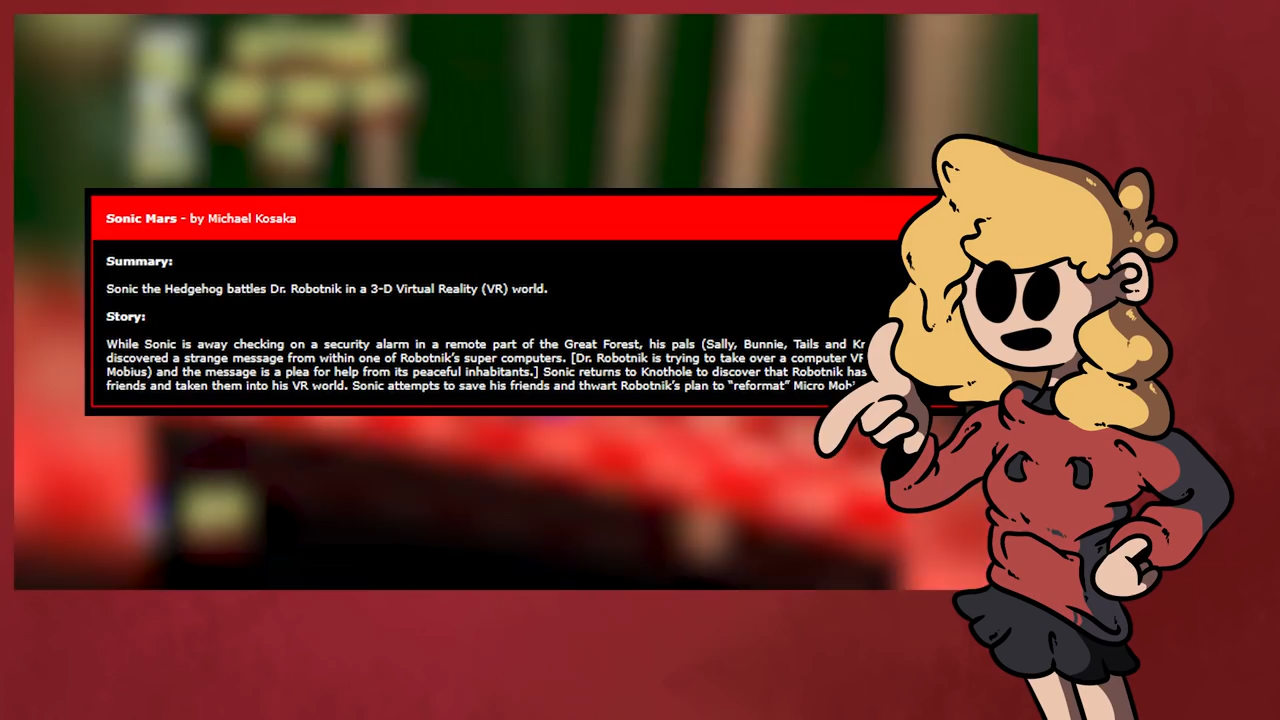 Sonic Mars - by Michael Kosaka
Summary:
Sonic the Hedgehog battles Dr. Robotnik in a 3-D Virtual Reality (VR) world.
Story:
While Sonic is away checking on a security alarm in a remote part of the Great Forest, his pals (Sally, Bunnie, Tails and
discovered a strange message from within one of Robotnik’s super computers. [Dr. Robotnik is trying to take over a computer
Mobius) and the message is a plea for help from its peaceful inhabitants.] Sonic returns to Knothole to discover that Robotnik has
friends and taken them into his VR world. Sonic attempts to save his friends and thwart Robotnik’s plan to “reformat” Micro